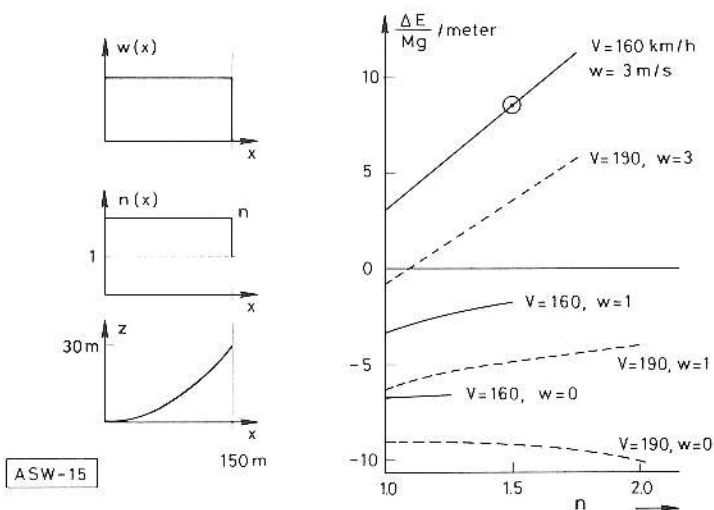 w(x)
x
n(x)
n
1
x
z
30m
x
150 m
ASW-15
ΔE/Mg /meter
10
5
0
-5
-10
1.0
1.5
2.0
n
V=160 km/h
w = 3 m/s
V=190, w=3
V=160, w=1
V=190, w=1
V=160, w=0
V=190, w=0